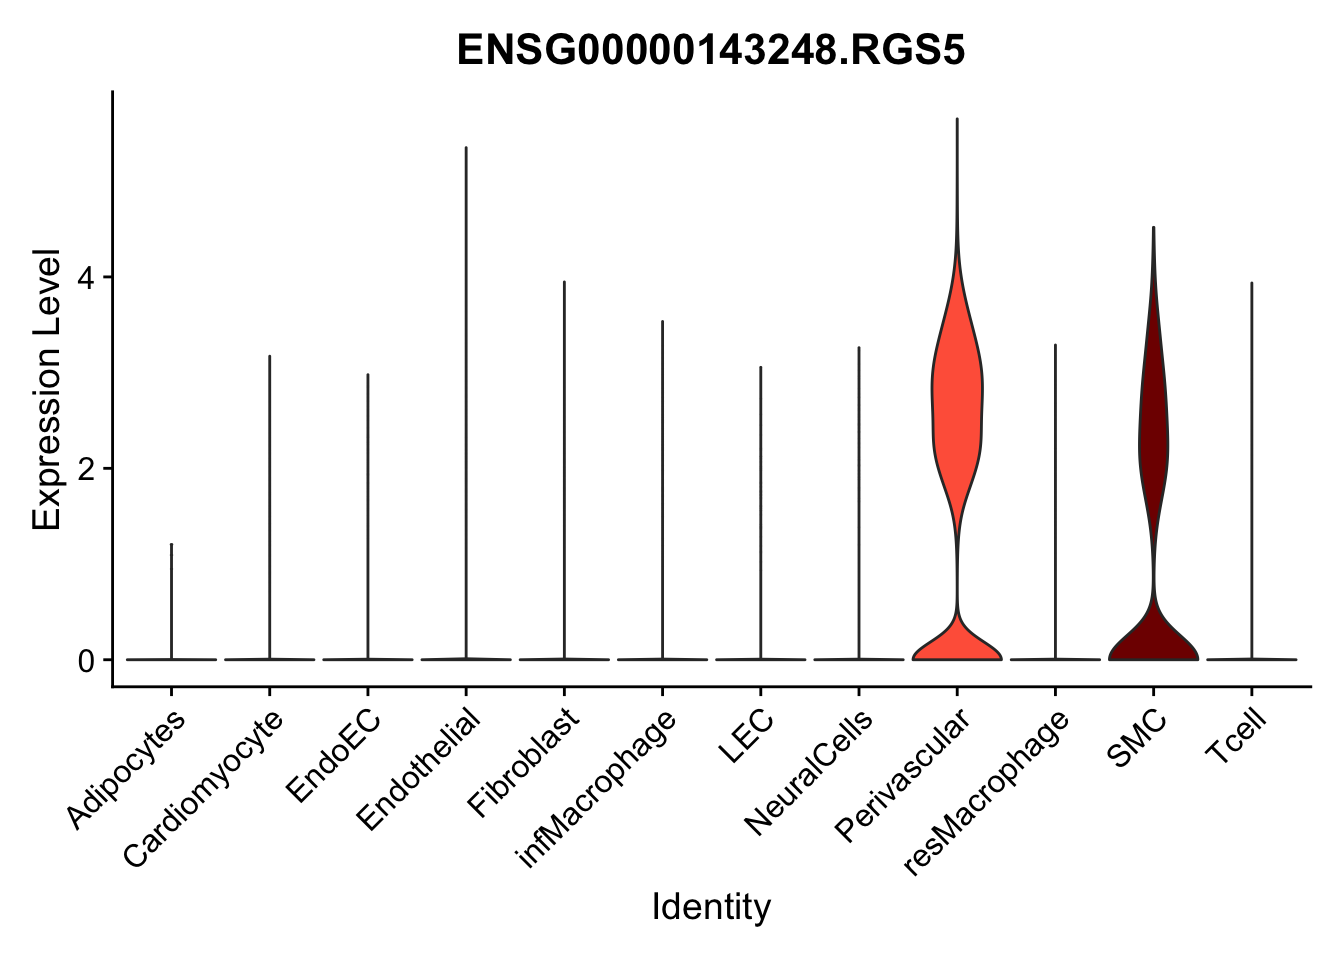 ENSG00000143248.RGS5
Expression Level
4
2
0
Adipocytes
Cardiomyocyte
EndoEC
Endothelial
Fibroblast
infMacrophage
LEC
NeuralCells
Perivascular
resMacrophage
SMC
Tcell
Identity